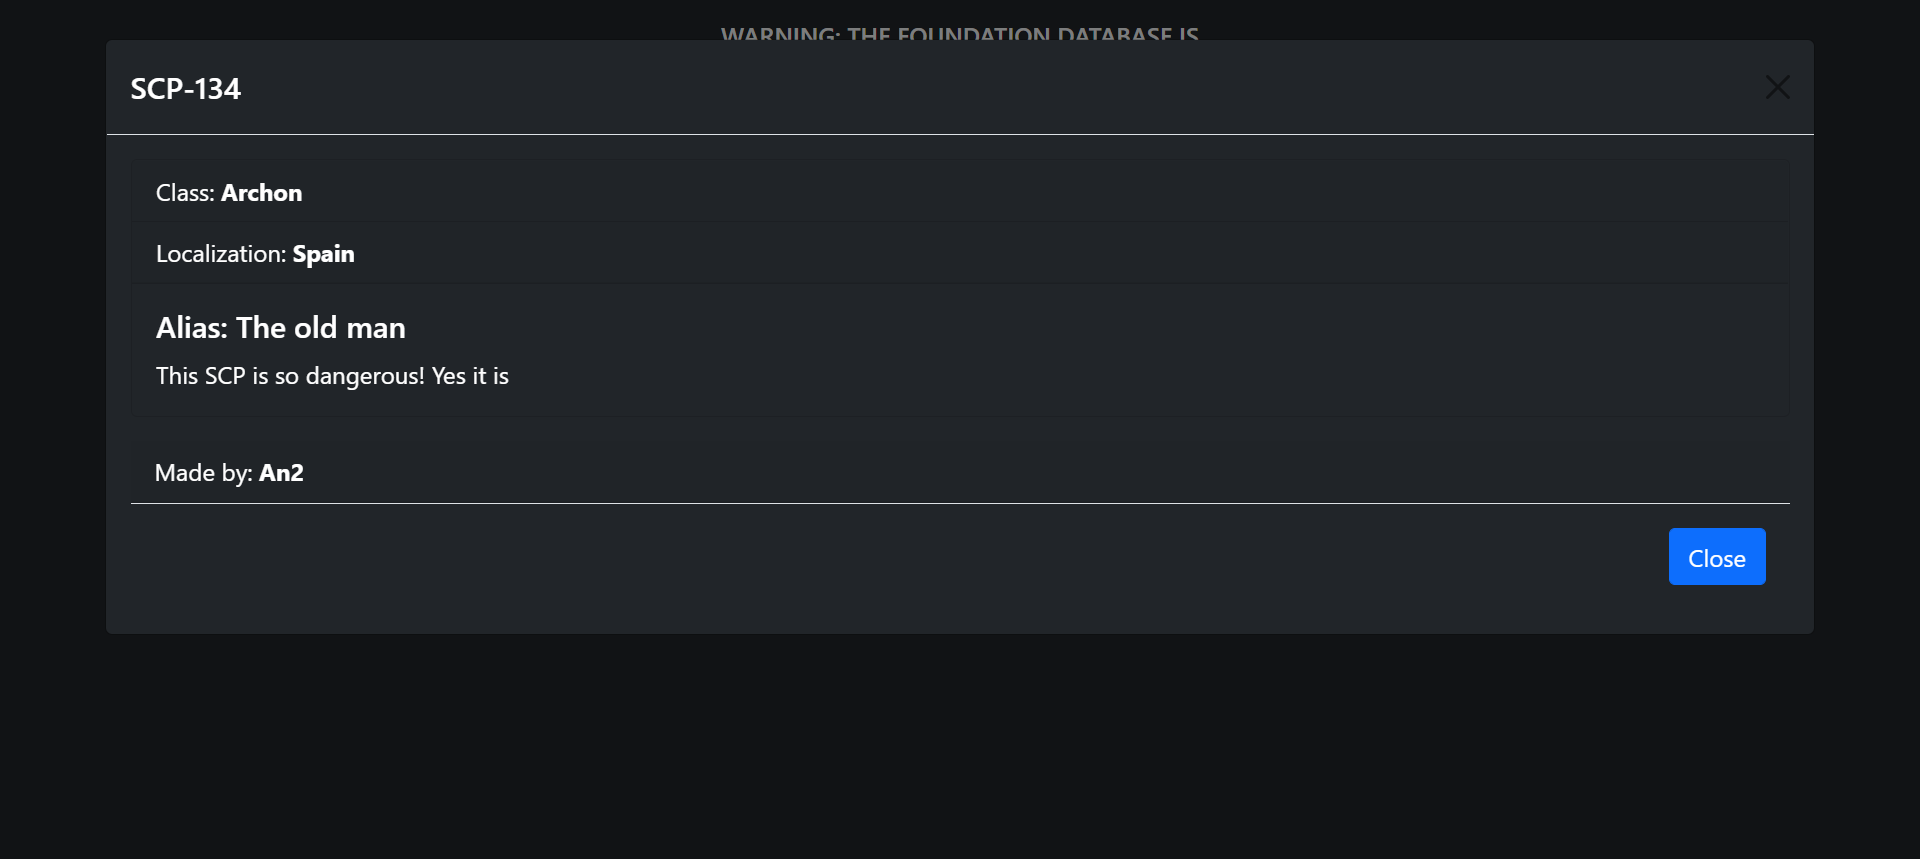 WARNING: THE FOUNDATION DATABASE IS
SCP-134
Class: Archon
Localization: Spain
Alias: The old man
This SCP is so dangerous! Yes it is
Made by: An2
Close